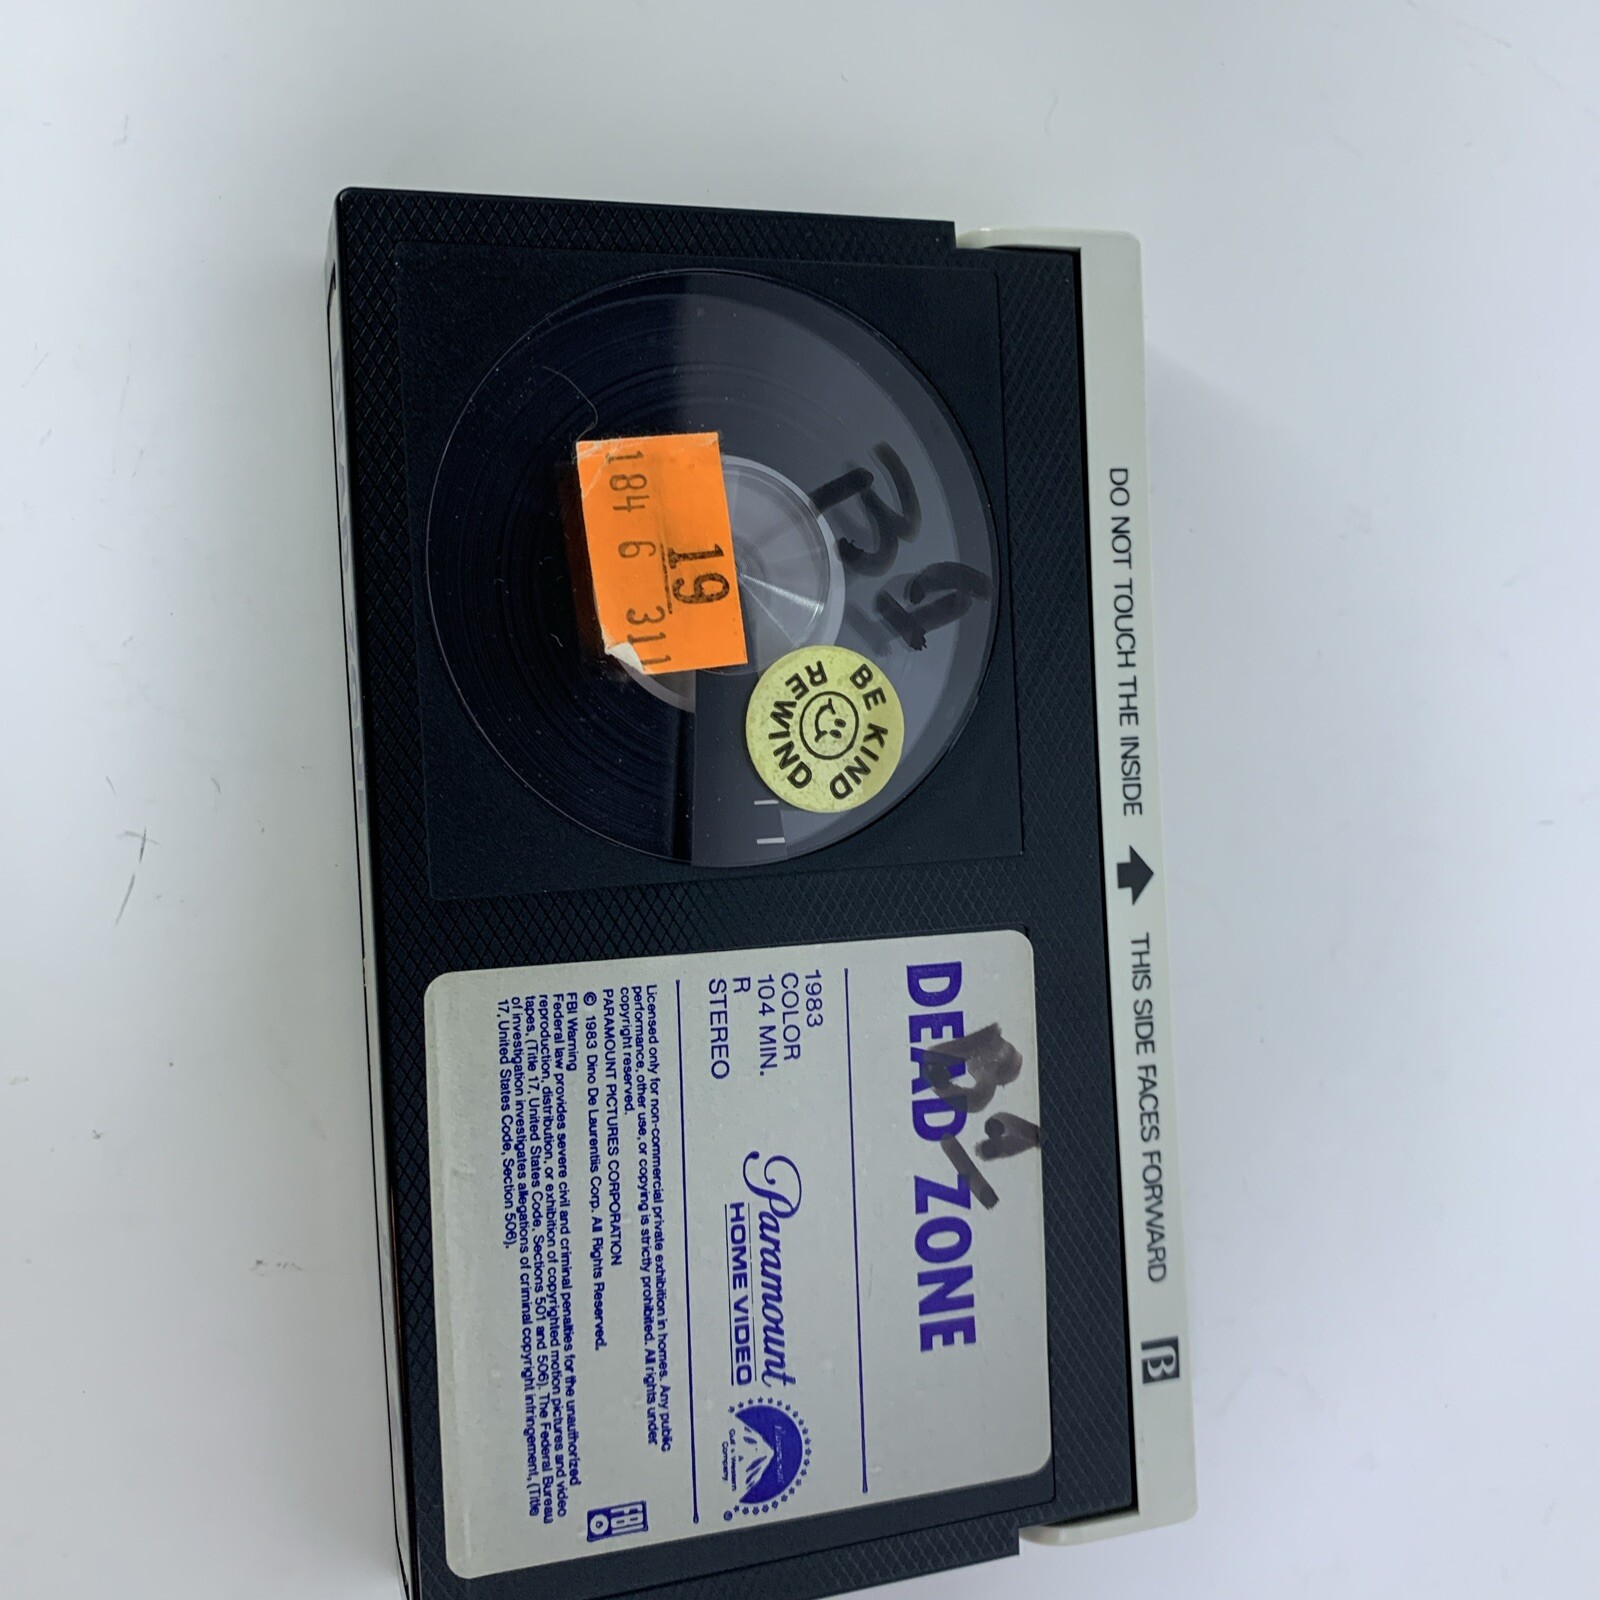 DO NOT TOUCH THE INSIDE
THIS SIDE FACES FORWARD
B
B9
19
184 6 311
BE KIND
REWIND
DEAD ZONE
1983
COLOR
104 MIN.
R
STEREO
Paramount
HOME VIDEO
Paramount
A
Gulf + Western
Company
®
Licensed only for non-commercial private exhibition in homes. Any public
performance, other use, or copying is strictly prohibited. All rights under
copyright reserved.
PARAMOUNT PICTURES CORPORATION
© 1983 Dino De Laurentiis Corp. All Rights Reserved.
FBI Warning
Federal law provides severe civil and criminal penalties for the unauthorized
reproduction, distribution, or exhibition of copyrighted motion pictures and video
tapes, (Title 17, United States Code, Sections 501 and 506). The Federal Bureau
of Investigation investigates allegations of criminal copyright infringement, (Title
17, United States Code, Section 506).
FBI